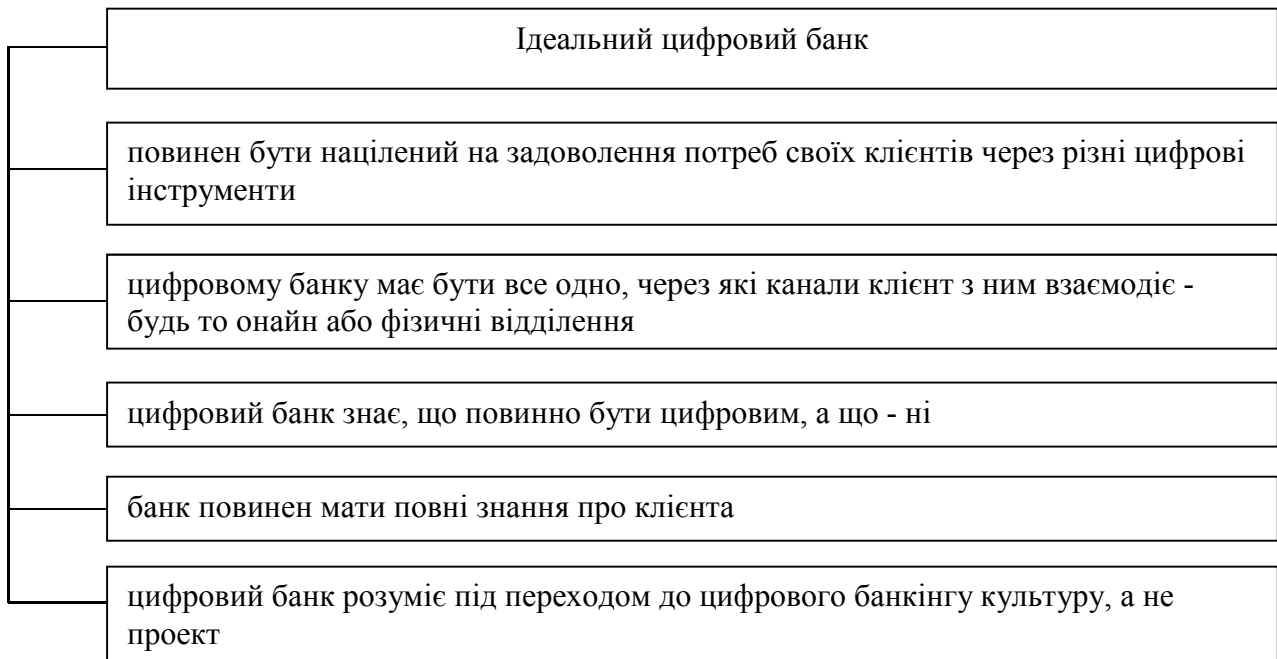 Ідеальний цифровий банк
повинен бути націлений на задоволення потреб своїх клієнтів через різні цифрові
інструменти
цифровому банку має бути все одно, через які канали клієнт з ним взаємодіє -
будь то онайн або фізичні відділення
цифровий банк знає, що повинно бути цифровим, а що - ні
банк повинен мати повні знання про клієнта
цифровий банк розуміє під переходом до цифрового банкінгу культуру, а не
проект